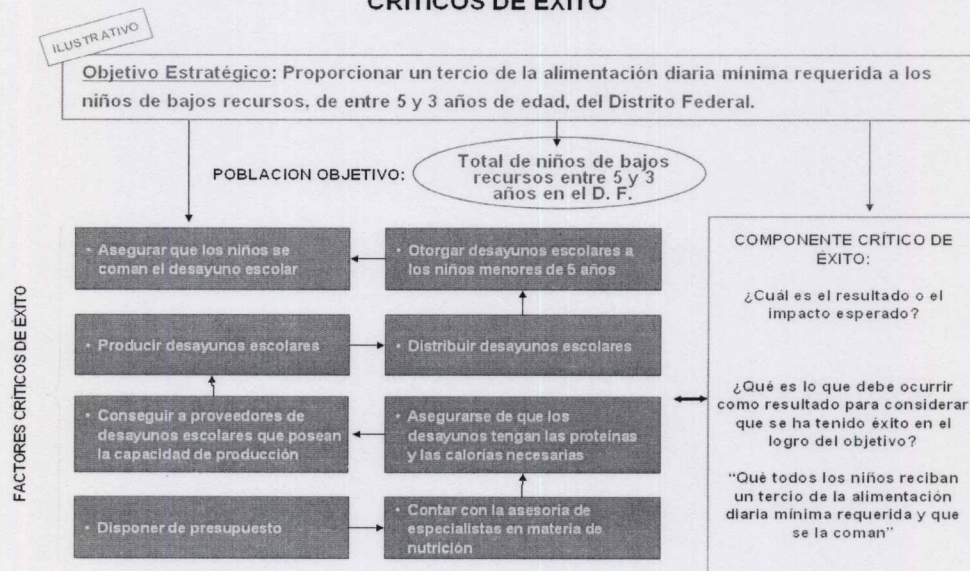 CRÍTICOS DE ÉXITO
ILUSTRATIVO
Objetivo Estratégico: Proporcionar un tercio de la alimentación diaria mínima requerida a los
niños de bajos recursos, de entre 5 y 3 años de edad, del Distrito Federal.
POBLACION OBJETIVO:
Total de niños de bajos
recursos entre 5 y 3
años en el D. F.
FACTORES CRÍTICOS DE ÉXITO
• Asegurar que los niños se
coman el desayuno escolar
• Otorgar desayunos escolares a
los niños menores de 5 años
• Producir desayunos escolares
• Distribuir desayunos escolares
• Conseguir a proveedores de
desayunos escolares que posean
la capacidad de producción
• Asegurarse de que los
desayunos tengan las proteínas
y las calorías necesarias
• Disponer de presupuesto
• Contar con la asesoría de
especialistas en materia de
nutrición
COMPONENTE CRÍTICO DE
ÉXITO:
¿Cuál es el resultado o el
impacto esperado?
¿Qué es lo que debe ocurrir
como resultado para considerar
que se ha tenido éxito en el
logro del objetivo?
"Qué todos los niños reciban
un tercio de la alimentación
diaria mínima requerida y que
se la coman"